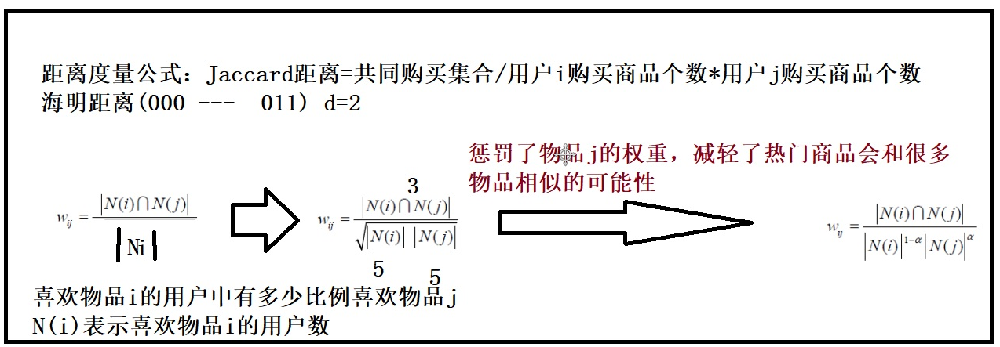 距离度量公式：Jaccard距离=共同购买集合/用户i购买商品个数*用户j购买商品个数
海明距离(000 ---  011) d=2
惩罚了物品j的权重，减轻了热门商品会和很多
物品相似的可能性
w_{ij} = \frac{|N(i)⋂N(j)|}{|Ni|}
3
w_{ij} = \frac{|N(i)⋂N(j)|}{\sqrt{|N(i)| |N(j)|}}
5 5
w_{ij} = \frac{|N(i)⋂N(j)|}{|N(i)|^{1-α}|N(j)|^{α}}
喜欢物品i的用户中有多少比例喜欢物品j
N(i)表示喜欢物品i的用户数